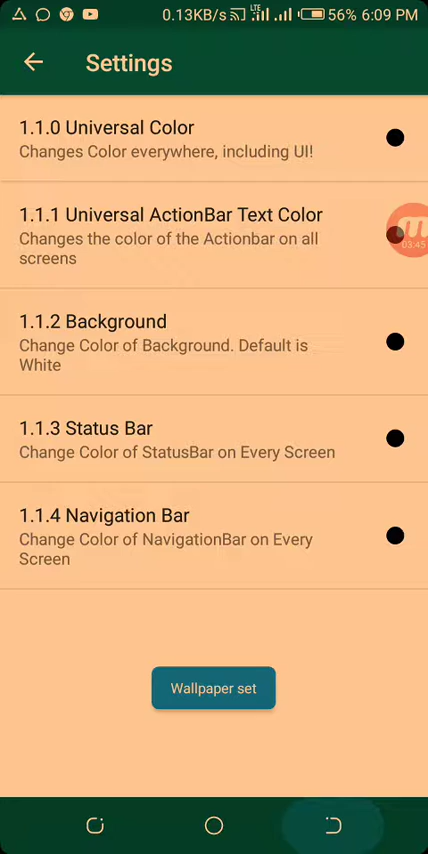 0.13KB/s LTE 56% 6:09 PM
Settings
1.1.0 Universal Color
Changes Color everywhere, including UI!
1.1.1 Universal ActionBar Text Color
Changes the color of the Actionbar on all
screens
03:45
1.1.2 Background
Change Color of Background. Default is
White
1.1.3 Status Bar
Change Color of StatusBar on Every Screen
1.1.4 Navigation Bar
Change Color of NavigationBar on Every
Screen
Wallpaper set